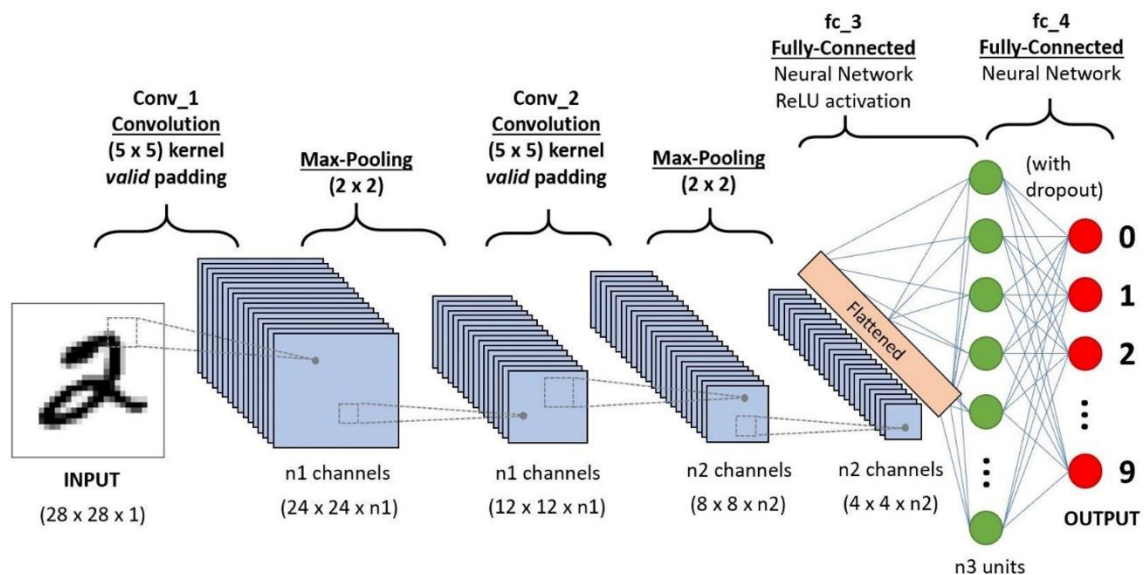 Conv_1
Convolution
(5 x 5) kernel
valid padding
Max-Pooling
(2 x 2)
Conv_2
Convolution
(5 x 5) kernel
valid padding
Max-Pooling
(2 x 2)
fc_3
Fully-Connected
Neural Network
ReLU activation
fc_4
Fully-Connected
Neural Network
(with
dropout)
2
Flattened
0
1
2
9
INPUT
(28 x 28 x 1)
n1 channels
(24 x 24 x n1)
n1 channels
(12 x 12 x n1)
n2 channels
(8 x 8 x n2)
n2 channels
(4 x 4 x n2)
n3 units
OUTPUT